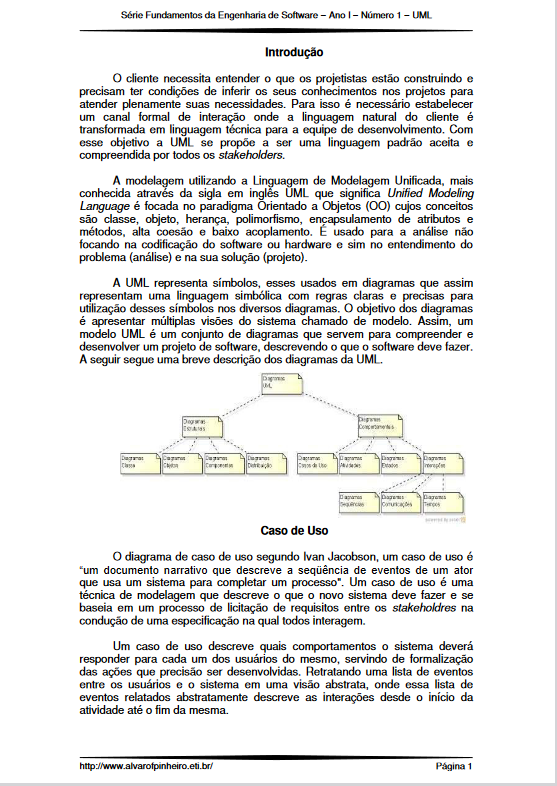 Série Fundamentos da Engenharia de Software – Ano I – Número 1 – UML
Introdução
O cliente necessita entender o que os projetistas estão construindo e
precisam ter condições de inferir os seus conhecimentos nos projetos para
atender plenamente suas necessidades. Para isso é necessário estabelecer
um canal formal de interação onde a linguagem natural do cliente é
transformada em linguagem técnica para a equipe de desenvolvimento. Com
esse objetivo a UML se propõe a ser uma linguagem padrão aceita e
compreendida por todos os stakeholders.
A modelagem utilizando a Linguagem de Modelagem Unificada, mais
conhecida através da sigla em inglês UML que significa Unified Modeling
Language é focada no paradigma Orientado a Objetos (OO) cujos conceitos
são classe, objeto, herança, polimorfismo, encapsulamento de atributos e
métodos, alta coesão e baixo acoplamento. É usado para a análise não
focando na codificação do software ou hardware e sim no entendimento do
problema (análise) e na sua solução (projeto).
A UML representa símbolos, esses usados em diagramas que assim
representam uma linguagem simbólica com regras claras e precisas para
utilização desses símbolos nos diversos diagramas. O objetivo dos diagramas
é apresentar múltiplas visões do sistema chamado de modelo. Assim, um
modelo UML é um conjunto de diagramas que servem para compreender e
desenvolver um projeto de software, descrevendo o que o software deve fazer.
A seguir segue uma breve descrição dos diagramas da UML.
Diagramas
UML
Diagramas
Estruturais
Diagramas
Comportamentais
Diagramas
Classe
Diagramas
Objetos
Diagramas
Componentes
Diagramas
Distribuição
Diagramas
Casos de Uso
Diagramas
Atividades
Diagramas
Estados
Diagramas
Interações
Diagramas
Sequências
Diagramas
Comunicações
Diagramas
Tempos
Caso de Uso
O diagrama de caso de uso segundo Ivan Jacobson, um caso de uso é
“um documento narrativo que descreve a seqüência de eventos de um ator
que usa um sistema para completar um processo". Um caso de uso é uma
técnica de modelagem que descreve o que o novo sistema deve fazer e se
baseia em um processo de licitação de requisitos entre os stakeholdres na
condução de uma especificação na qual todos interagem.
Um caso de uso descreve quais comportamentos o sistema deverá
responder para cada um dos usuários do mesmo, servindo de formalização
das ações que precisão ser desenvolvidas. Retratando uma lista de eventos
entre os usuários e o sistema em uma visão abstrata, onde essa lista de
eventos relatados abstratamente descreve as interações desde o início da
atividade até o fim da mesma.
http://www.alvarofpinheiro.eti.br/
Página 1